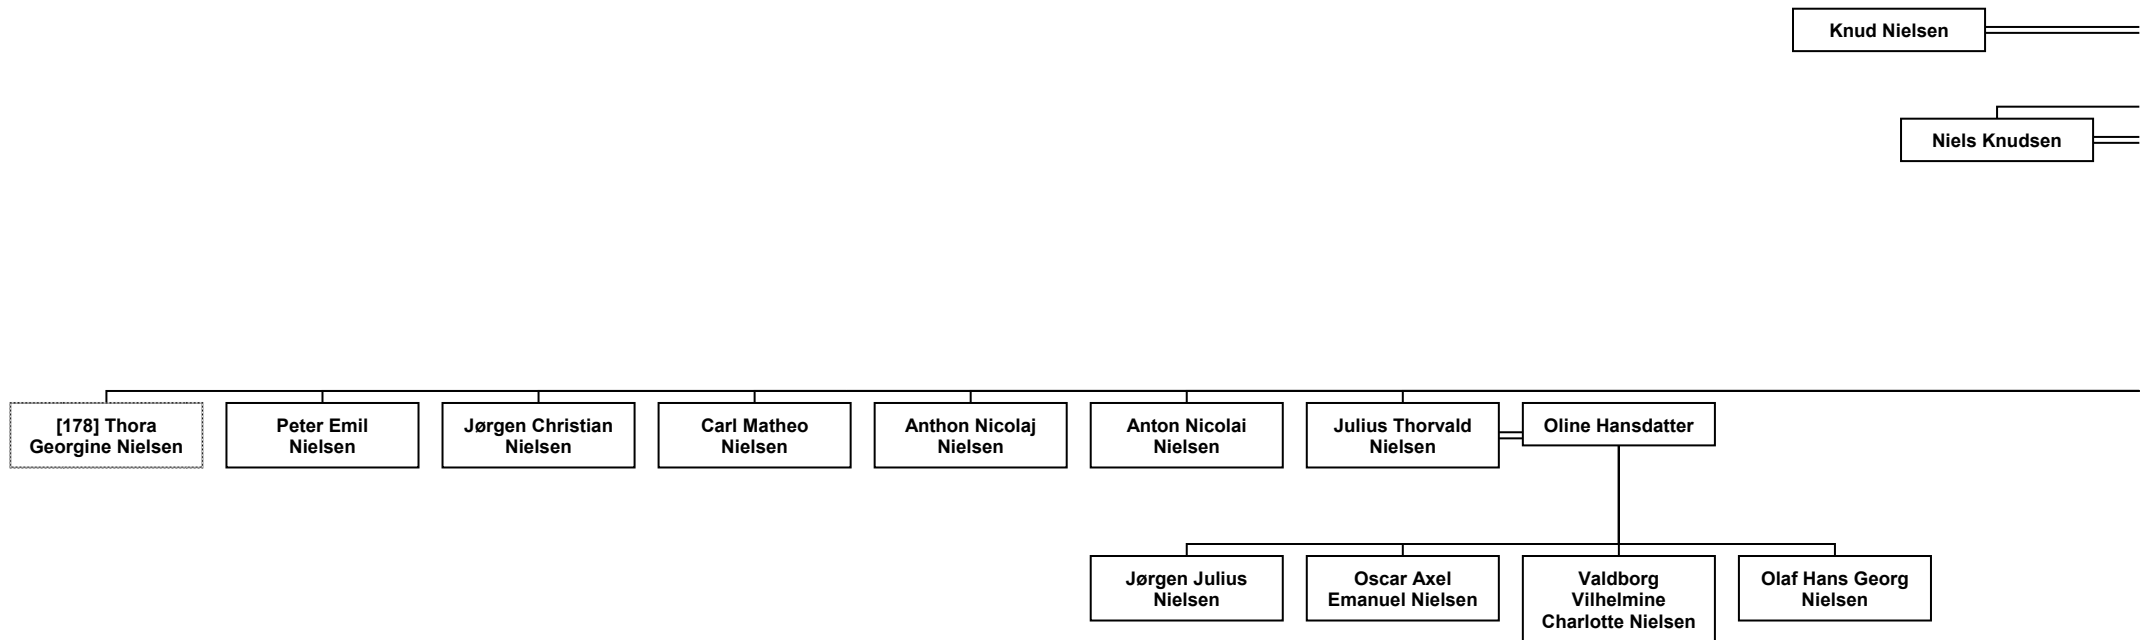 Knud Nielsen
Niels Knudsen
[178] Thora
Georgine Nielsen
Peter Emil
Nielsen
Jørgen Christian
Nielsen
Carl Matheo
Nielsen
Anthon Nicolaj
Nielsen
Anton Nicolai
Nielsen
Julius Thorvald
Nielsen
Oline Hansdatter
Jørgen Julius
Nielsen
Oscar Axel
Emanuel Nielsen
Valdborg
Vilhelmine
Charlotte Nielsen
Olaf Hans Georg
Nielsen